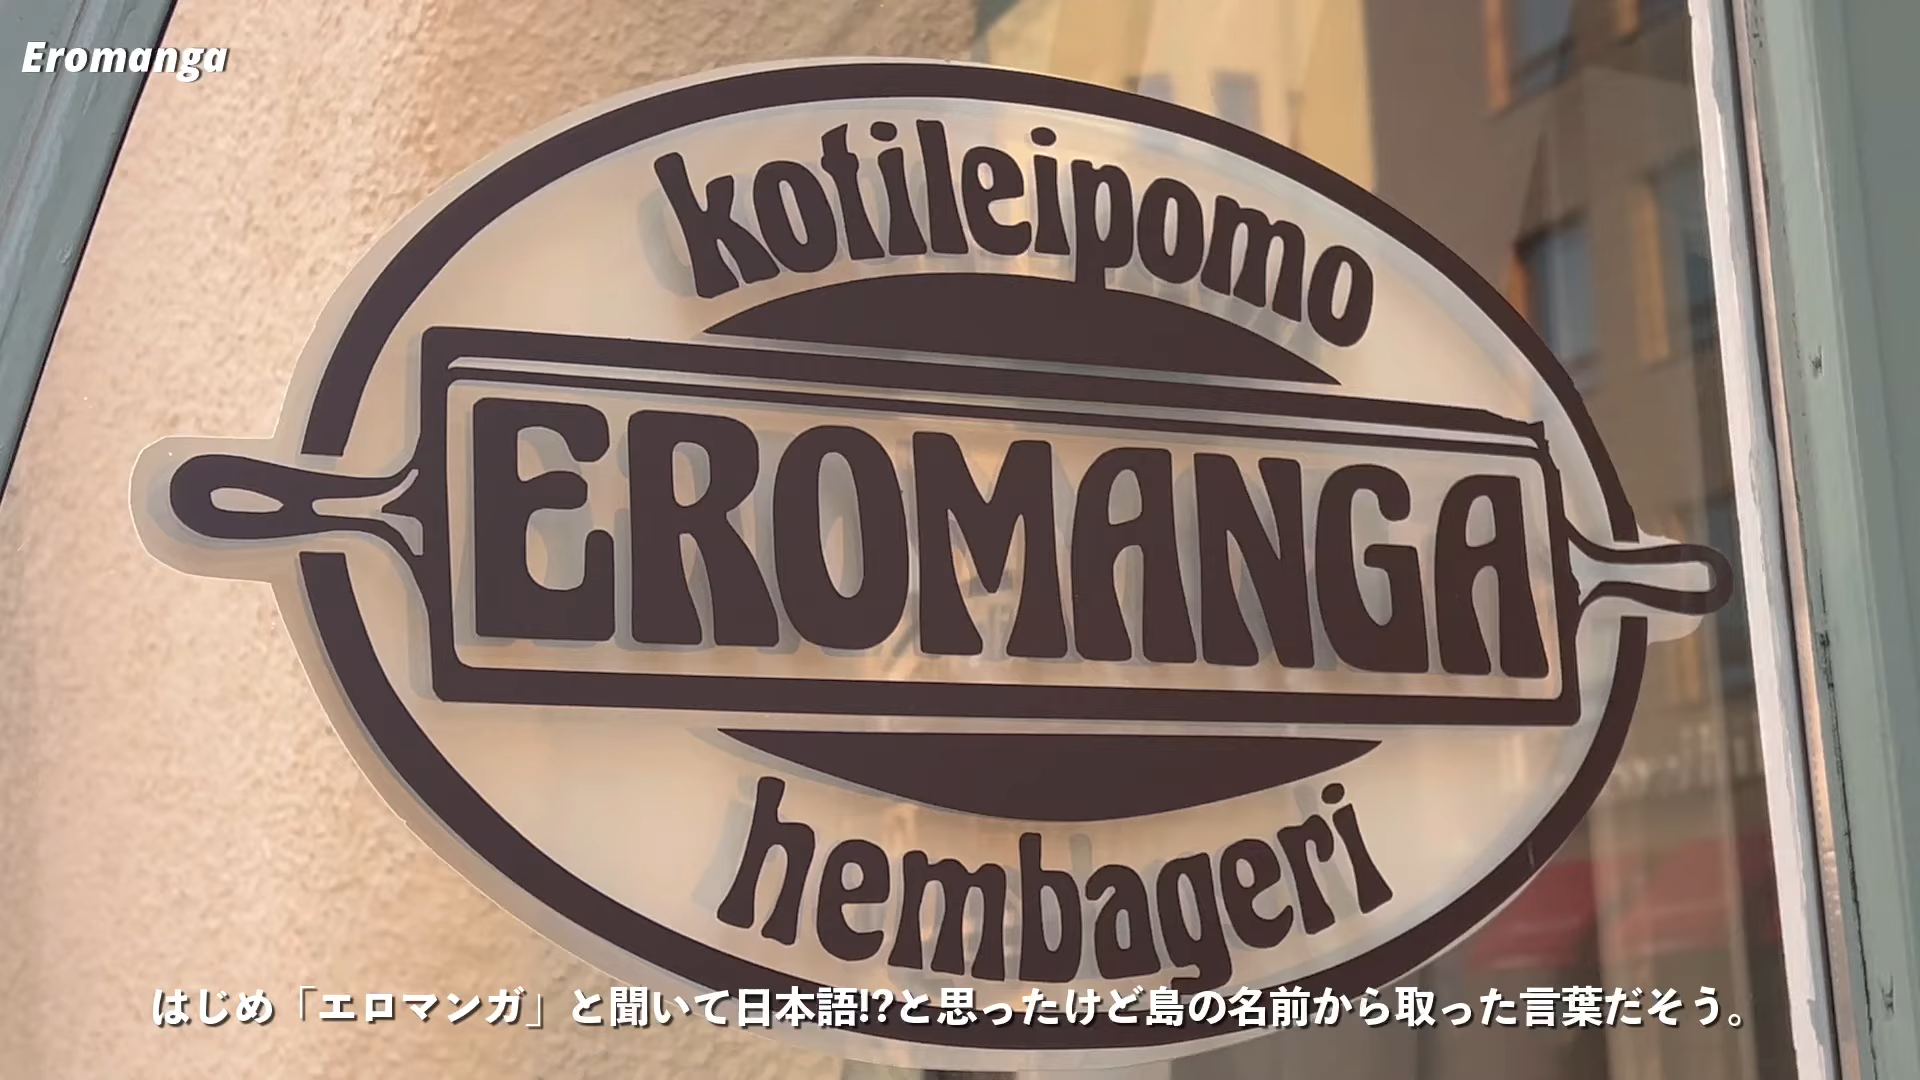 Eromanga
kotileipomo
EROMANGA
hembageri
はじめ「エロマンガ」と聞いて日本語!?と思ったけど島の名前から取った言葉だそう。